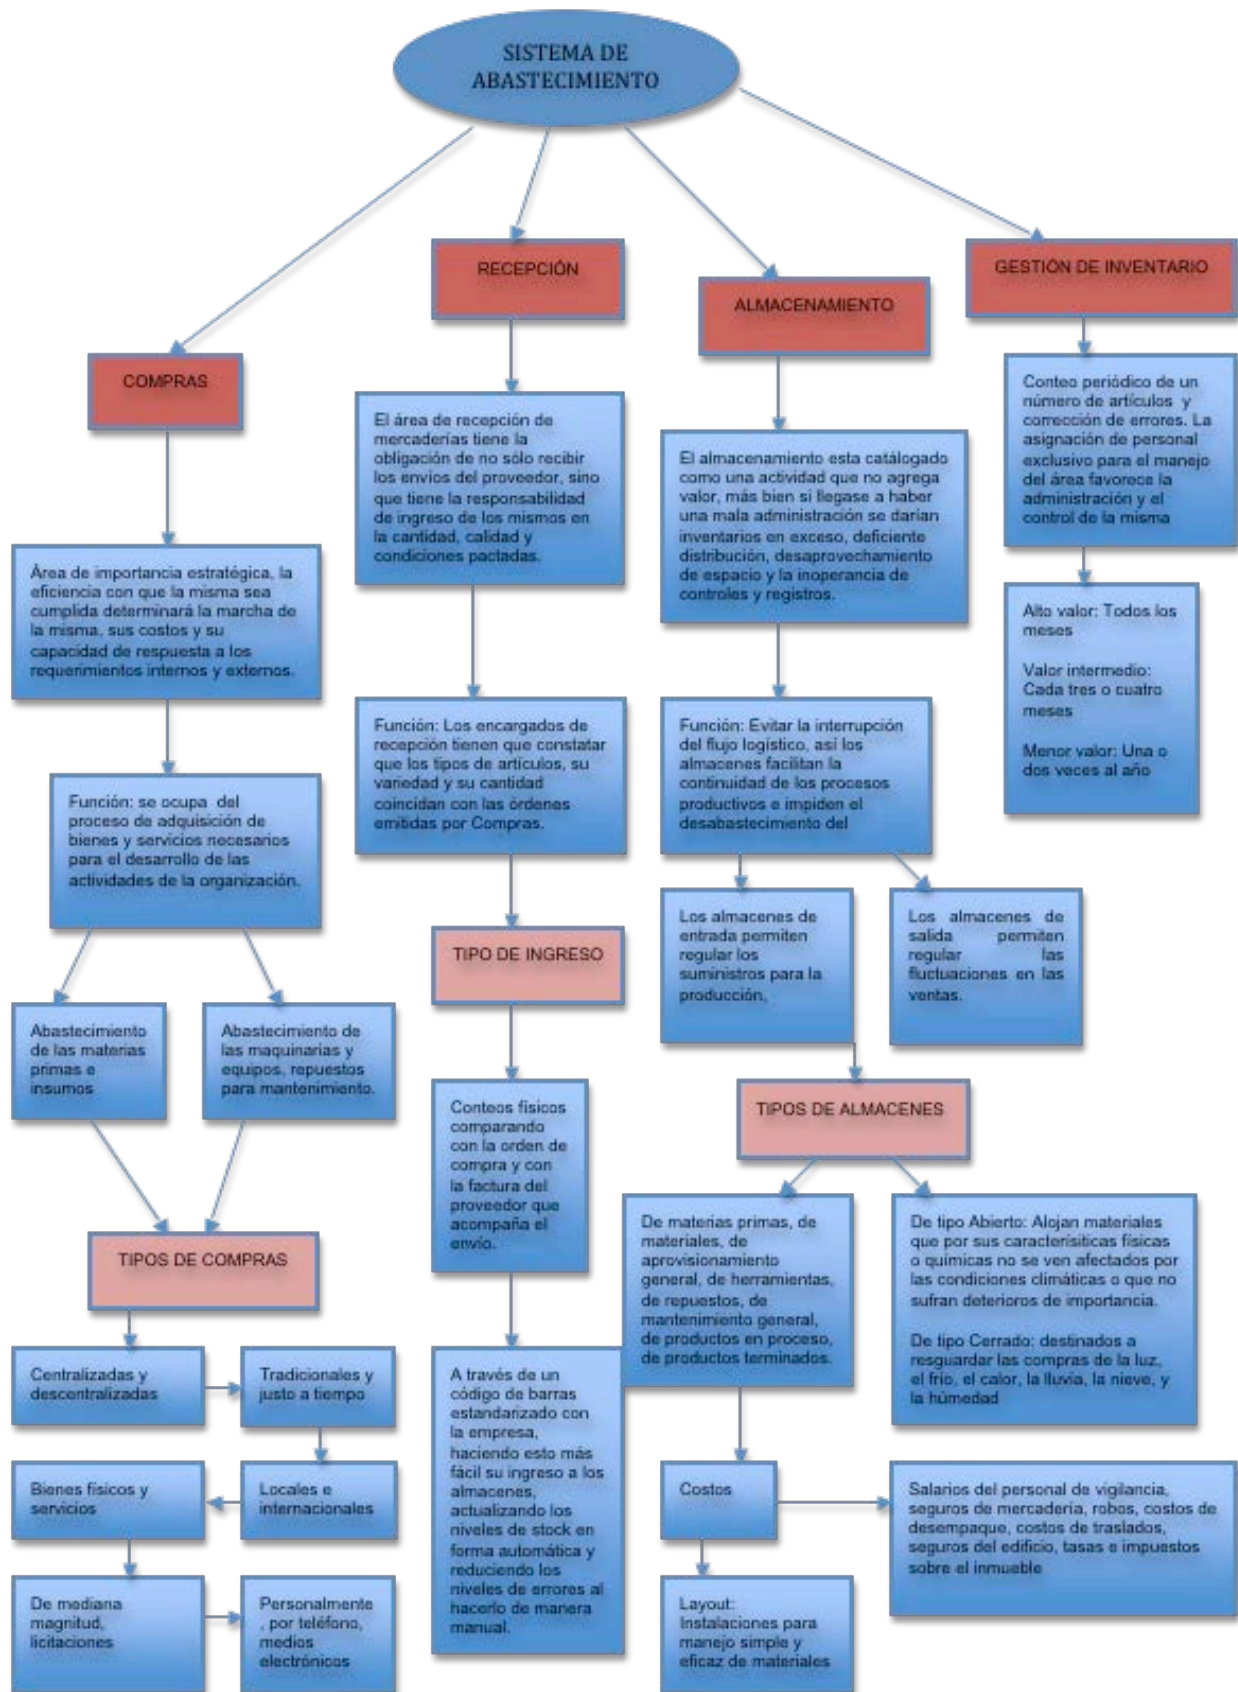 SISTEMA DE
ABASTECIMIENTO
COMPRAS
Área de importancia estratégica, la
eficiencia con que la misma sea
cumplida determinará la marcha de
la misma, sus costos y su
capacidad de respuesta a los
requerimientos internos y externos.
Función: se ocupa del
proceso de adquisición de
bienes y servicios necesarios
para el desarrollo de las
actividades de la organización.
Abastecimiento
de las materias
primas e
insumos
Abastecimiento de
las maquinarias y
equipos, repuestos
para mantenimiento.
TIPOS DE COMPRAS
Centralizadas y
descentralizadas
Tradicionales y
justo a tiempo
Locales e
internacionales
Bienes físicos y
servicios
De mediana
magnitud,
licitaciones
Personalmente
, por teléfono,
medios
electrónicos
RECEPCIÓN
El área de recepción de
mercaderías tiene la
obligación de no sólo recibir
los envíos del proveedor, sino
que tiene la responsabilidad
de ingreso de los mismos en
la cantidad, calidad y
condiciones pactadas.
Función: Los encargados de
recepción tienen que constatar
que los tipos de artículos, su
variedad y su cantidad
coincidan con las órdenes
emitidas por Compras.
TIPO DE INGRESO
Conteos físicos
comparando
con la orden de
compra y con
la factura del
proveedor que
acompaña el
envío.
A través de un
código de barras
estandarizado con
la empresa,
haciendo esto más
fácil su ingreso a los
almacenes,
actualizando los
niveles de stock en
forma automática y
reduciendo los
niveles de errores al
hacerlo de manera
manual.
ALMACENAMIENTO
El almacenamiento esta catálogado
como una actividad que no agrega
valor, más bien si llegase a haber
una mala administración se darían
inventarios en exceso, deficiente
distribución, desaprovechamiento
de espacio y la inoperancia de
controles y registros.
Función: Evitar la interrupción
del flujo logístico, así los
almacenes facilitan la
continuidad de los procesos
productivos e impiden el
desabastecimiento del
Los almacenes de
entrada permiten
regular los
suministros para la
producción,
Los almacenes de
salida permiten
regular las
fluctuaciones en las
ventas.
TIPOS DE ALMACENES
De materias primas, de
materiales, de
aprovisionamiento
general, de herramientas,
de repuestos, de
mantenimiento general,
de productos en proceso,
de productos terminados.
De tipo Abierto: Alojan materiales
que por sus caracterísiticas físicas
o químicas no se ven afectados por
las condiciones climáticas o que no
sufran deterioros de importancia.
De tipo Cerrado: destinados a
resguardar las compras de la luz,
el frío, el calor, la lluvia, la nieve, y
la húmedad
Costos
Salarios del personal de vigilancia,
seguros de mercadería, robos, costos de
desempaque, costos de traslados,
seguros del edificio, tasas e impuestos
sobre el inmueble
Layout:
Instalaciones para
manejo simple y
eficaz de materiales
GESTIÓN DE INVENTARIO
Conteo periódico de un
número de artículos y
corrección de errores. La
asignación de personal
exclusivo para el manejo
del área favorece la
administración y el
control de la misma
Alto valor: Todos los
meses
Valor intermedio:
Cada tres o cuatro
meses
Menor valor: Una o
dos veces al año